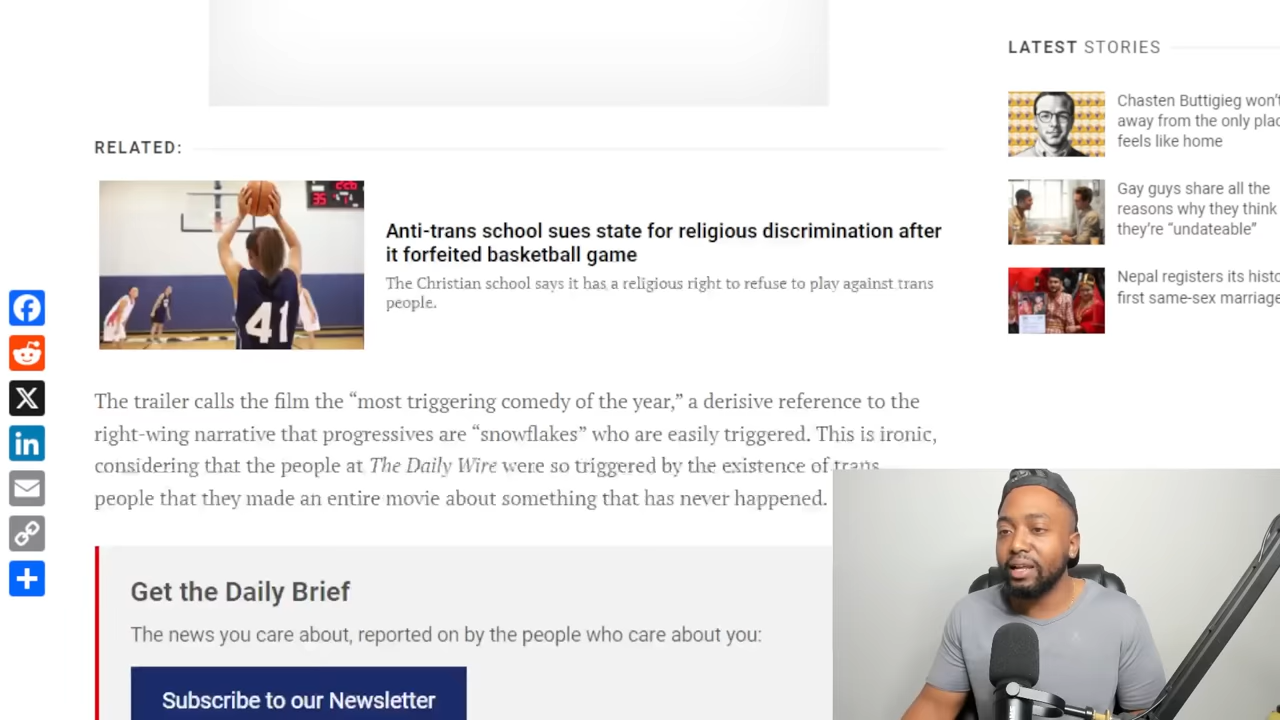 LATEST STORIES
Chasten Buttigieg won't
away from the only plac
feels like home
Gay guys share all the
reasons why they think
they're “undateable”
Nepal registers its histo
first same-sex marriage
RELATED:
Anti-trans school sues state for religious discrimination after
it forfeited basketball game
The Christian school says it has a religious right to refuse to play against trans
people.
35
41
The trailer calls the film the “most triggering comedy of the year,” a derisive reference to the
right-wing narrative that progressives are “snowflakes” who are easily triggered. This is ironic,
considering that the people at The Daily Wire were so triggered by the existence of trans
people that they made an entire movie about something that has never happened.
Get the Daily Brief
The news you care about, reported on by the people who care about you:
Subscribe to our Newsletter